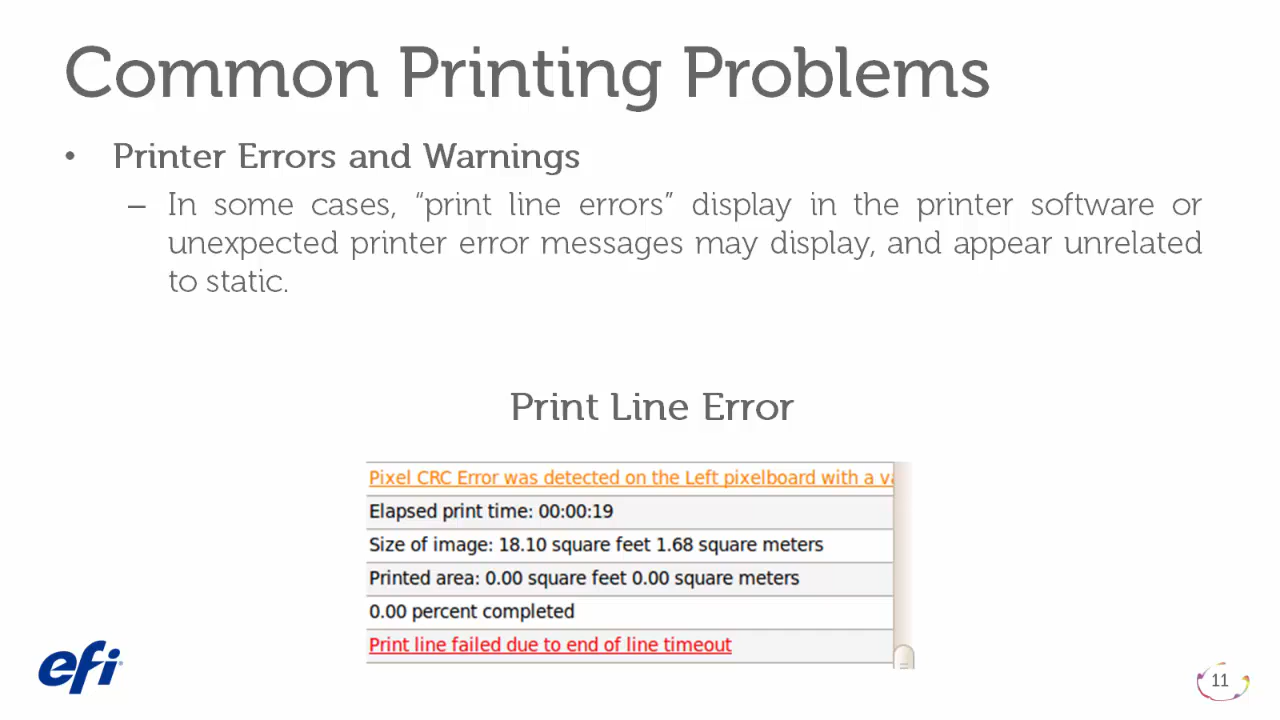 Common Printing Problems
• Printer Errors and Warnings
– In some cases, “print line errors” display in the printer software or
unexpected printer error messages may display, and appear unrelated
to static.
Print Line Error
Pixel CRC Error was detected on the Left pixelboard with a
Elapsed print time: 00:00:19
Size of image: 18.10 square feet 1.68 square meters
Printed area: 0.00 square feet 0.00 square meters
0.00 percent completed
Print line failed due to end of line timeout
efi
11